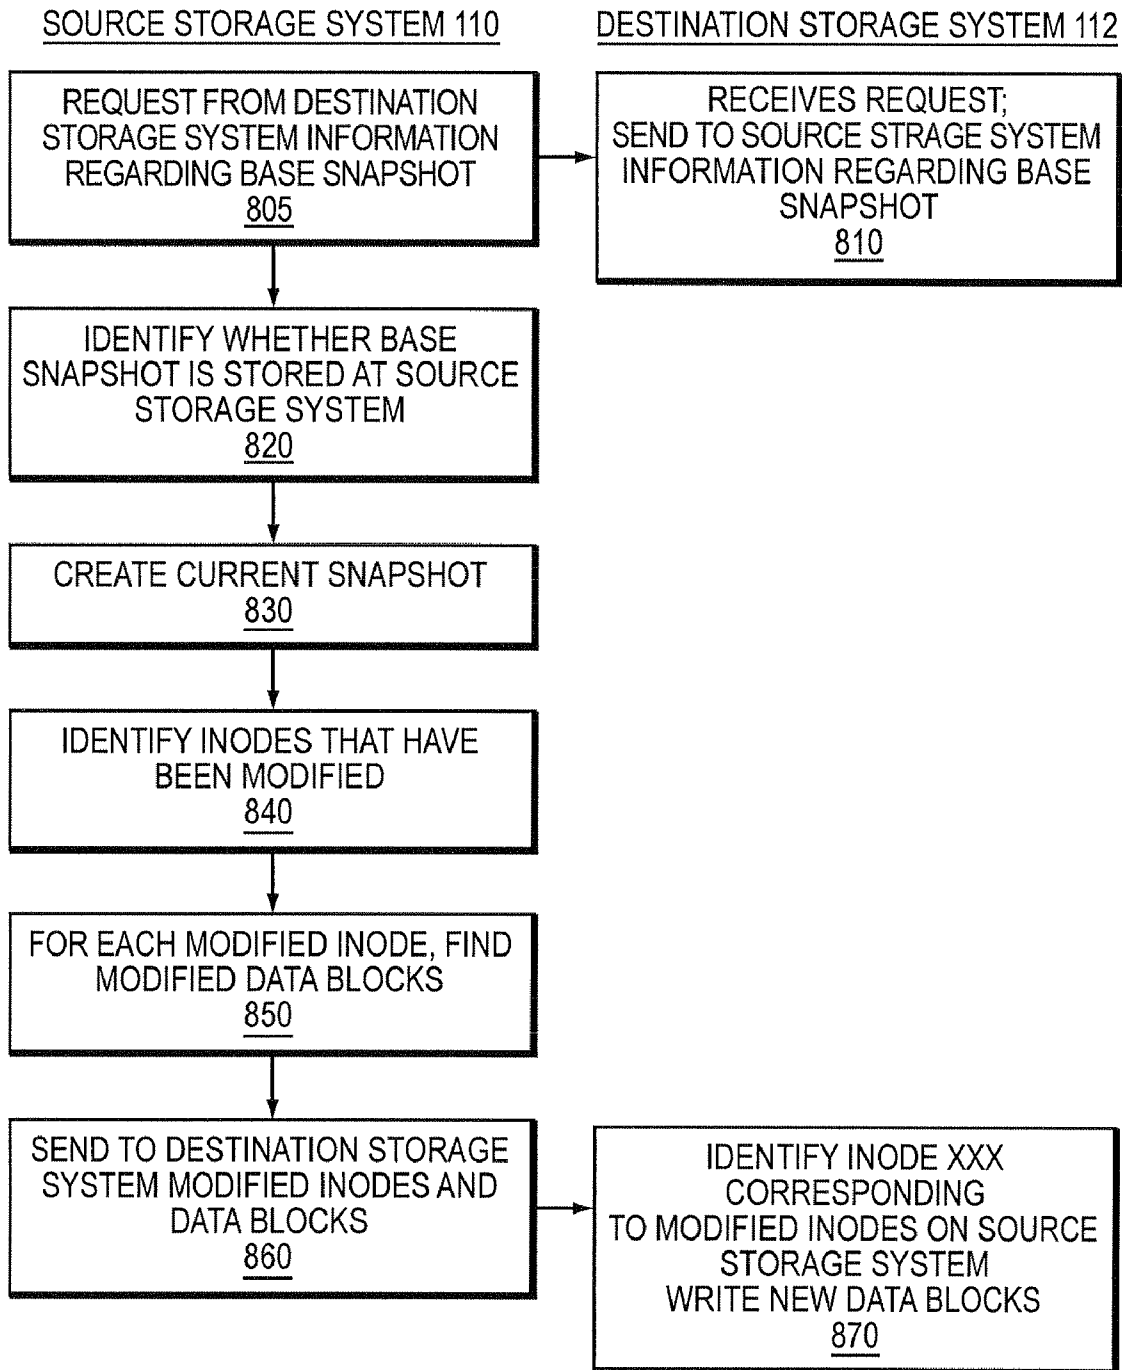 SOURCE STORAGE SYSTEM 110
DESTINATION STORAGE SYSTEM 112
REQUEST FROM DESTINATION
STORAGE SYSTEM INFORMATION
REGARDING BASE SNAPSHOT
805
RECEIVES REQUEST;
SEND TO SOURCE STRAGE SYSTEM
INFORMATION REGARDING BASE
SNAPSHOT
810
IDENTIFY WHETHER BASE
SNAPSHOT IS STORED AT SOURCE
STORAGE SYSTEM
820
CREATE CURRENT SNAPSHOT
830
IDENTIFY INODES THAT HAVE
BEEN MODIFIED
840
FOR EACH MODIFIED INODE, FIND
MODIFIED DATA BLOCKS
850
SEND TO DESTINATION STORAGE
SYSTEM MODIFIED INODES AND
DATA BLOCKS
860
IDENTIFY INODE XXX
CORRESPONDING
TO MODIFIED INODES ON SOURCE
STORAGE SYSTEM
WRITE NEW DATA BLOCKS
870